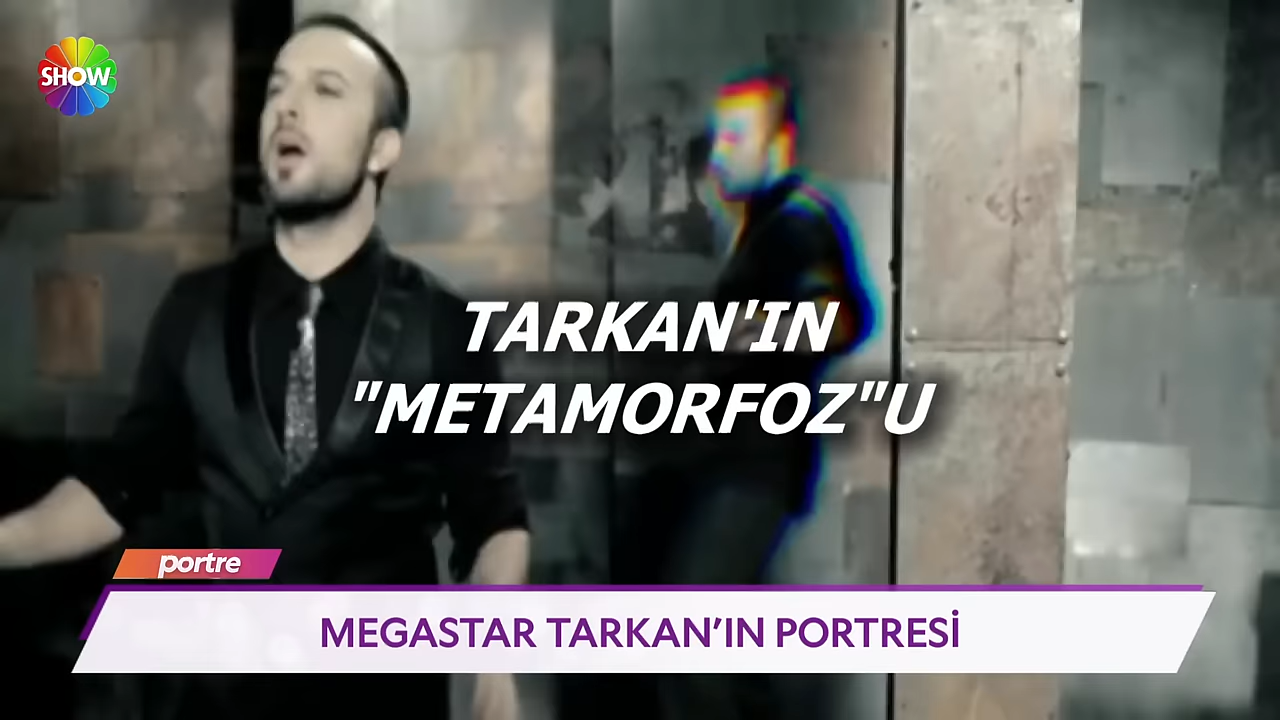 SHOW
TARKAN'IN
"METAMORFOZ"U
portre
MEGASTAR TARKAN'IN PORTRESİ